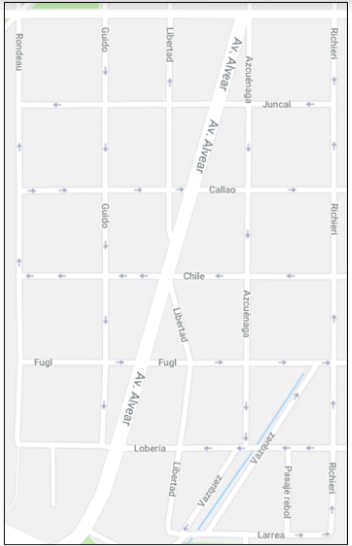 Rondeau
Guido
Libertad
Av. Alvear
Azcuénaga
Richieri
Juncal
Av. Alvear
Callao
Guido
Richieri
Chile
Libertad
Azcuénaga
Fugl
Fugl
Av. Alvear
Lobería
Vazquez
Libertad
Vazquez
Pasaje rebol
Richieri
Larrea